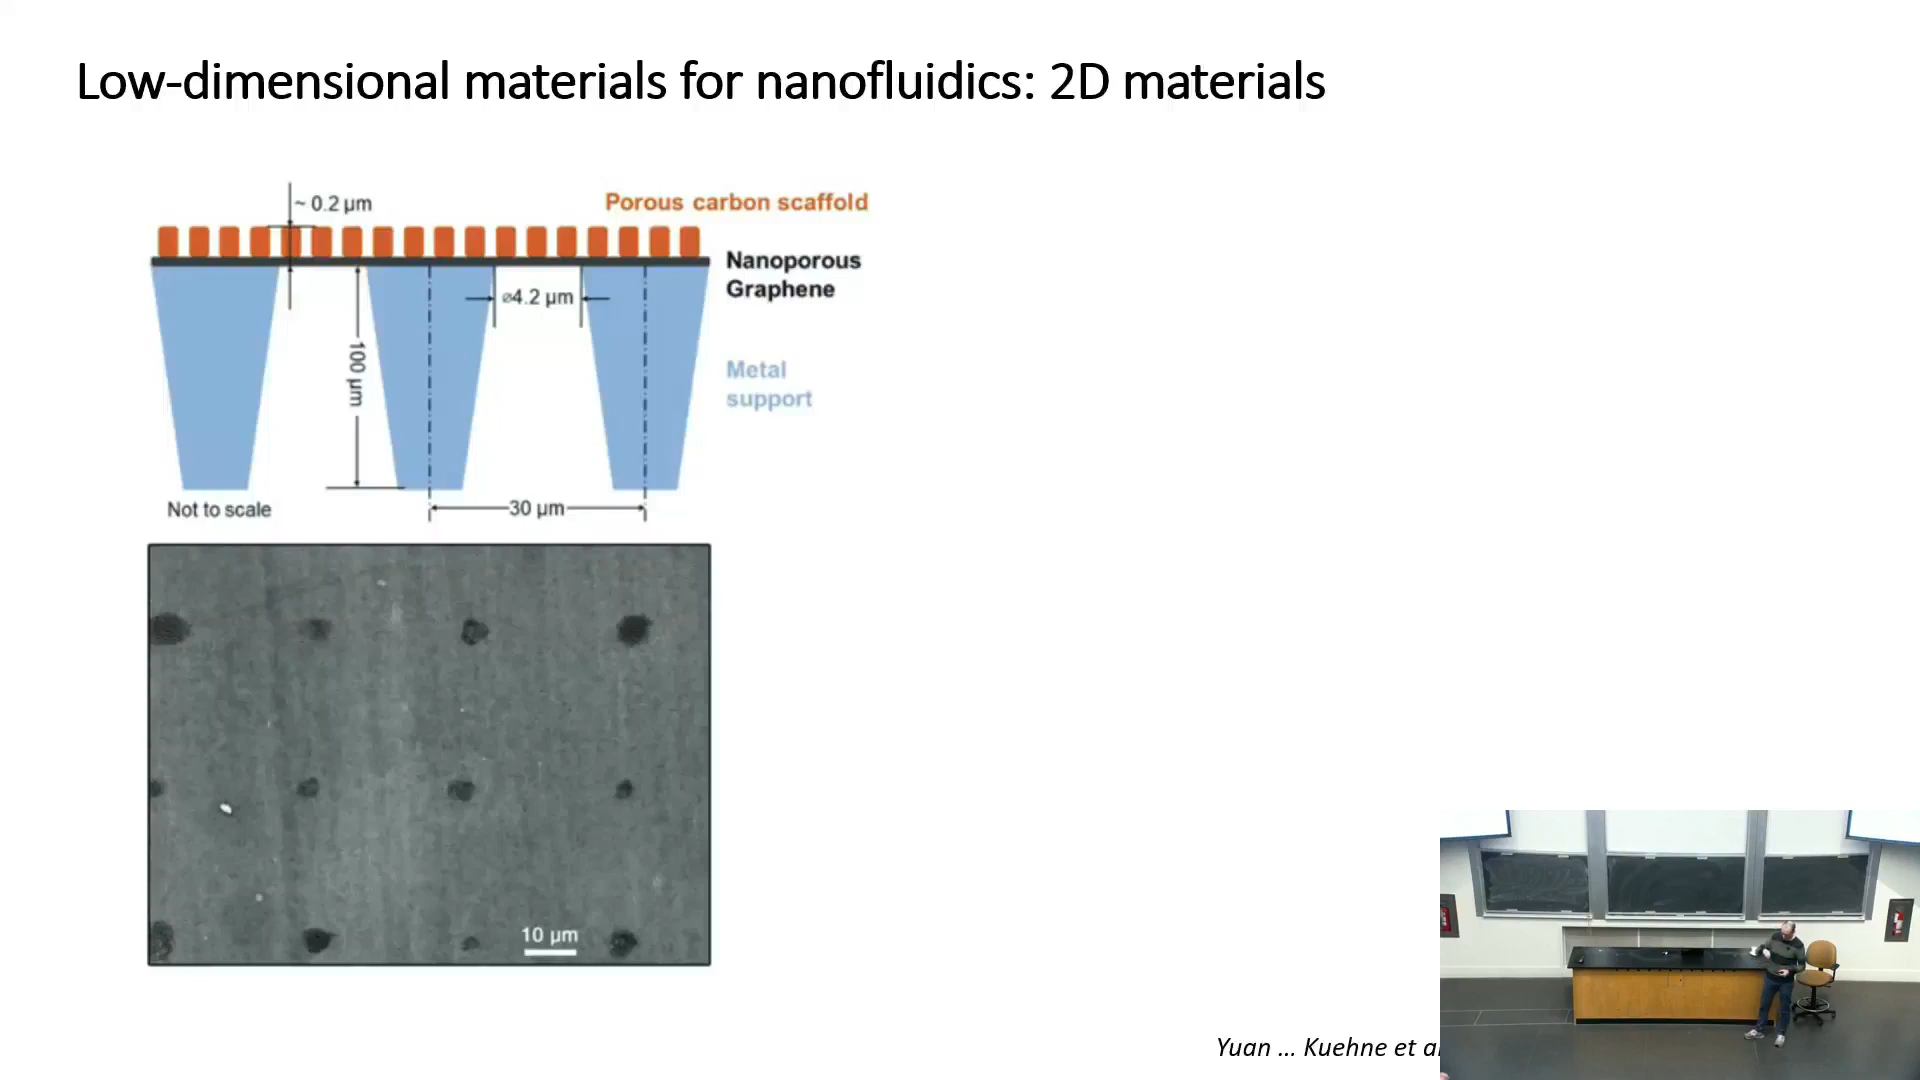 Low-dimensional materials for nanofluidics: 2D materials
~ 0.2 µm
Porous carbon scaffold
Nanoporous
Graphene
⌀4.2 µm
100 µm
Metal
support
Not to scale
30 µm
10 µm
Yuan ... Kuehne et